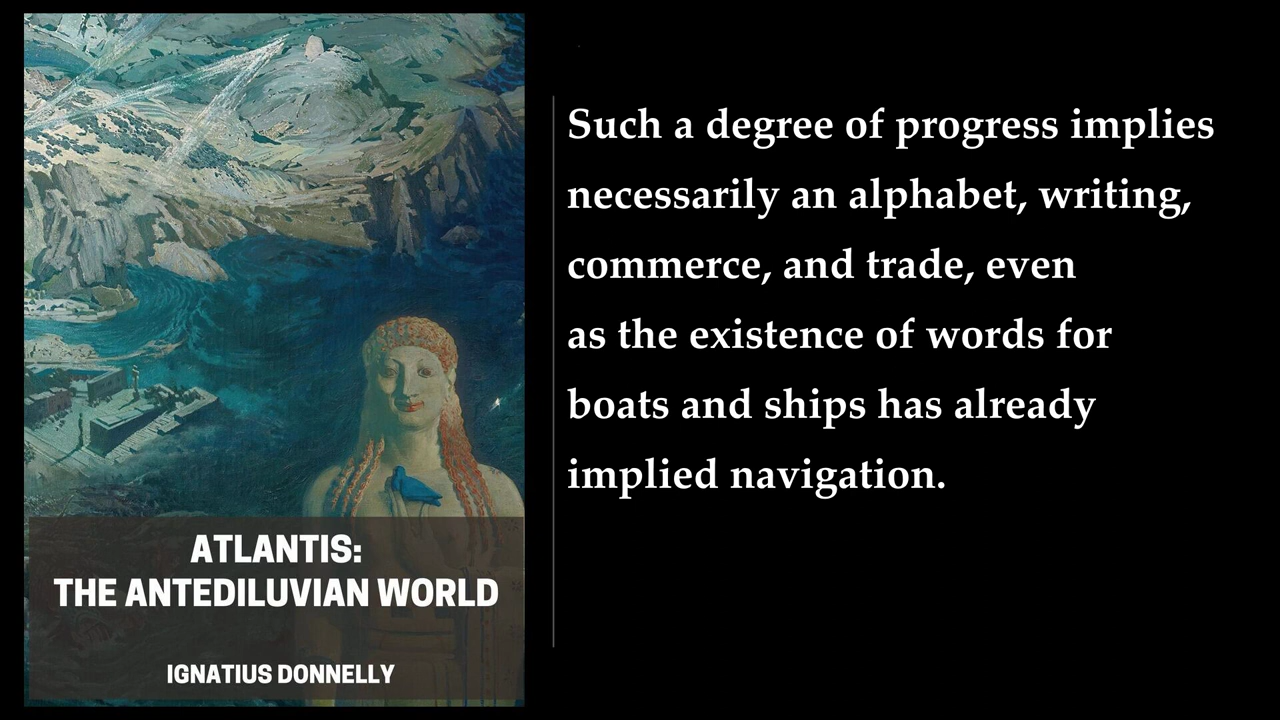 ATLANTIS:
THE ANTEDILUVIAN WORLD
IGNATIUS DONNELLY
Such a degree of progress implies
necessarily an alphabet, writing,
commerce, and trade, even
as the existence of words for
boats and ships has already
implied navigation.